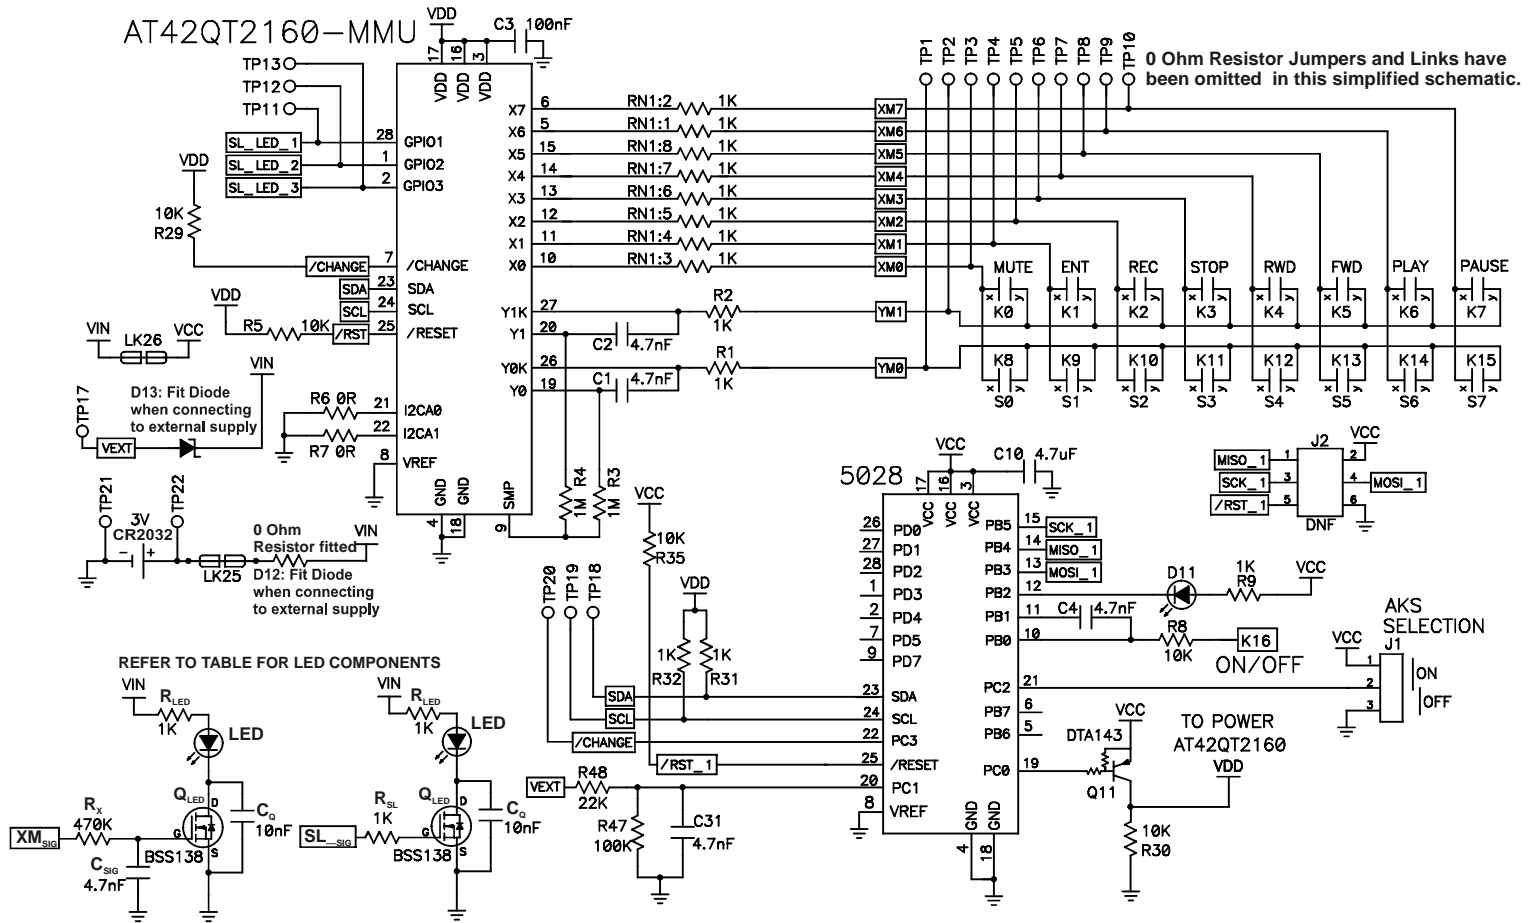 AT42QT2160-MMU
VDD
C3 100nF
17 16 3
VDD VDD VDD
TP13
TP12
TP11
TP1 TP2 TP3 TP4 TP5 TP6 TP7 TP8 TP9 TP10
0 Ohm Resistor Jumpers and Links have
been omitted in this simplified schematic.
SL_LED_1 28 GPIO1
SL_LED_2 1 GPIO2
SL_LED_3 2 GPIO3
X7 6 RN1:2 1K XM7
X6 5 RN1:1 1K XM6
X5 15 RN1:8 1K XM5
X4 14 RN1:7 1K XM4
X3 13 RN1:6 1K XM3
X2 12 RN1:5 1K XM2
X1 11 RN1:4 1K XM1
X0 10 RN1:3 1K XM0
VDD
10K
R29
/CHANGE 7 /CHANGE
SDA 23 SDA
SCL 24 SCL
VDD
R5 10K /RST 25 /RESET
MUTE ENT REC STOP RWD FWD PLAY PAUSE
x y x y x y x y x y x y x y x y
K0 K1 K2 K3 K4 K5 K6 K7
Y1K 27 R2 1K YM1
Y1 20 C2 4.7nF
Y0K 26 R1 1K YM0
Y0 19 C1 4.7nF
K8 K9 K10 K11 K12 K13 K14 K15
x y x y x y x y x y x y x y x y
S0 S1 S2 S3 S4 S5 S6 S7
VIN VCC
LK26
VIN
D13: Fit Diode
when connecting
to external supply
TP17
VEXT
R6 0R 21 I2CA0
R7 0R 22 I2CA1
8 VREF
GND GND SMP
4 18 9
1M R4
1M R3
TP21 TP22
3V
CR2032
- +
LK25
0 Ohm
Resistor fitted
VIN
D12: Fit Diode
when connecting
to external supply
5028
VCC
C10 4.7uF
17 16 3
VCC VCC VCC
J2
VCC
MISO_1 1 2
SCK_1 3 4 MOSI_1
/RST_1 5 6
DNF
26 PD0
27 PD1
28 PD2
1 PD3
2 PD4
7 PD5
9 PD7
PB5 15 SCK_1
PB4 14 MISO_1
PB3 13 MOSI_1
PB2 12 D11 1K R9 VCC
PB1 11 C4 4.7nF
PB0 10 R8 10K K16
ON/OFF
VCC
10K
R35
TP20 TP19 TP18
VDD
1K R32
1K R31
SDA 23 SDA
SCL 24 SCL
/CHANGE 22 PC3
/RST_1 25 /RESET
VEXT R48 22K 20 PC1
8 VREF
R47
100K
C31
4.7nF
GND GND
4 18
PC2 21
PB7 6
PB6 5
PC0 19
AKS
SELECTION
VCC J1
1
2
3
ON
OFF
VCC
DTA143
Q11
TO POWER
AT42QT2160
VDD
10K
R30
REFER TO TABLE FOR LED COMPONENTS
VIN
RLED
1K
LED
QLED
D
G
S
CQ
10nF
RX
470K
XMSIG
BSS138
CSIG
4.7nF
VIN
RLED
1K
LED
QLED
D
G
S
CQ
10nF
RSL
1K
SL_SIG
BSS138